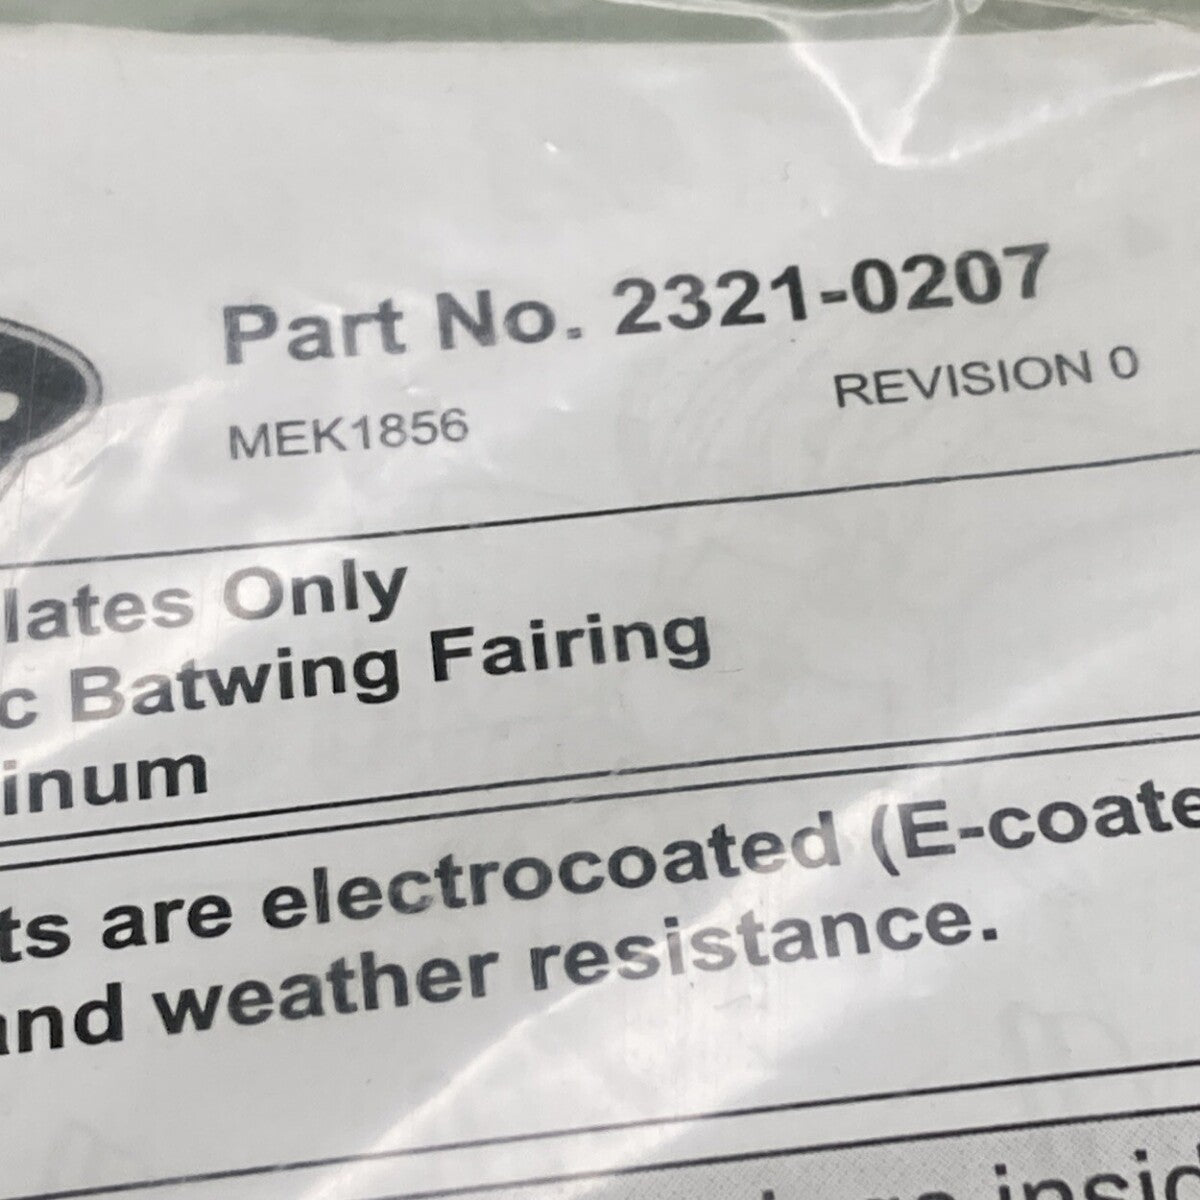 Part No. 2321-0207
MEK1856
REVISION 0
lates Only
c Batwing Fairing
inum
ts are electrocoated (E-coate
and weather resistance.
insid